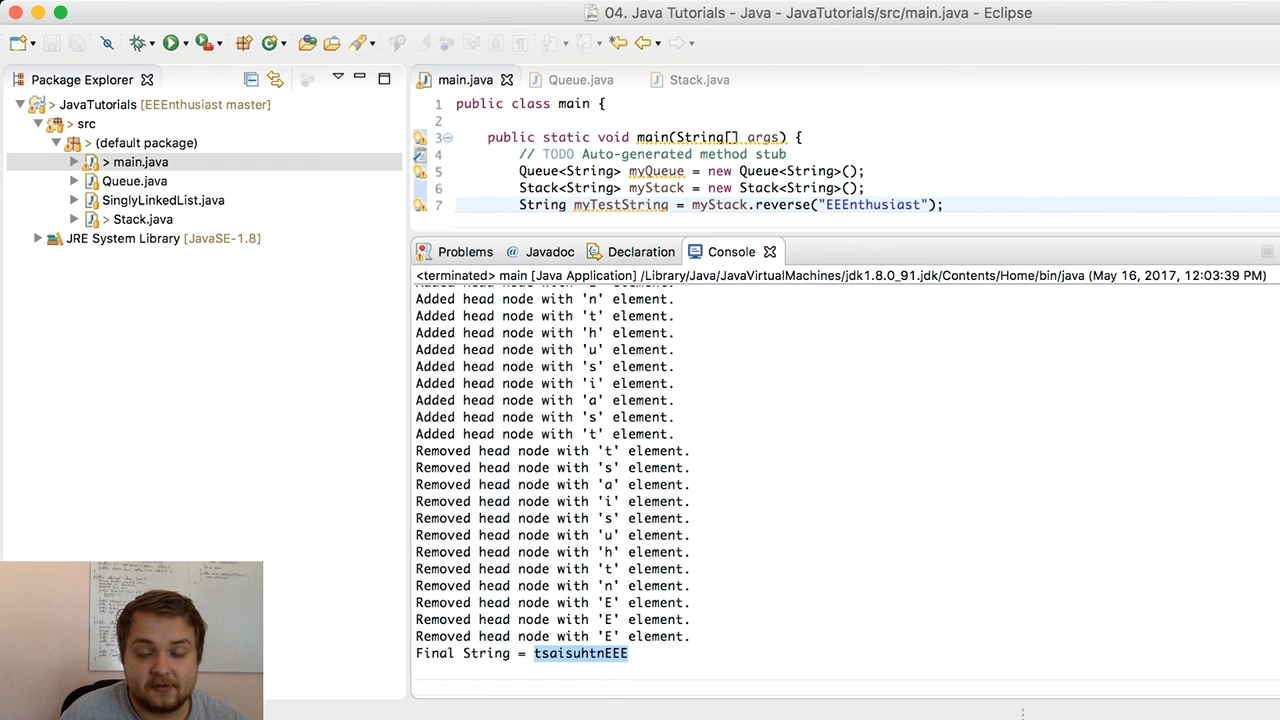 04. Java Tutorials - Java - JavaTutorials/src/main.java - Eclipse
Package Explorer
JavaTutorials [EEEnthusiast master]
src
(default package)
main.java
Queue.java
SinglyLinkedList.java
Stack.java
JRE System Library [JavaSE-1.8]
main.java Queue.java Stack.java
1 public class main {
2
3 public static void main(String[] args) {
4 // TODO Auto-generated method stub
5 Queue<String> myQueue = new Queue<String>();
6 Stack<String> myStack = new Stack<String>();
7 String myTestString = myStack.reverse("EEEnthusiast");
Problems @ Javadoc Declaration Console
<terminated> main [Java Application] /Library/Java/JavaVirtualMachines/jdk1.8.0_91.jdk/Contents/Home/bin/java (May 16, 2017, 12:03:39 PM)
Added head node with 'n' element.
Added head node with 't' element.
Added head node with 'h' element.
Added head node with 'u' element.
Added head node with 's' element.
Added head node with 'i' element.
Added head node with 'a' element.
Added head node with 's' element.
Added head node with 't' element.
Removed head node with 't' element.
Removed head node with 's' element.
Removed head node with 'a' element.
Removed head node with 'i' element.
Removed head node with 's' element.
Removed head node with 'u' element.
Removed head node with 'h' element.
Removed head node with 't' element.
Removed head node with 'n' element.
Removed head node with 'E' element.
Removed head node with 'E' element.
Removed head node with 'E' element.
Final String = tsaisuhtnEEE